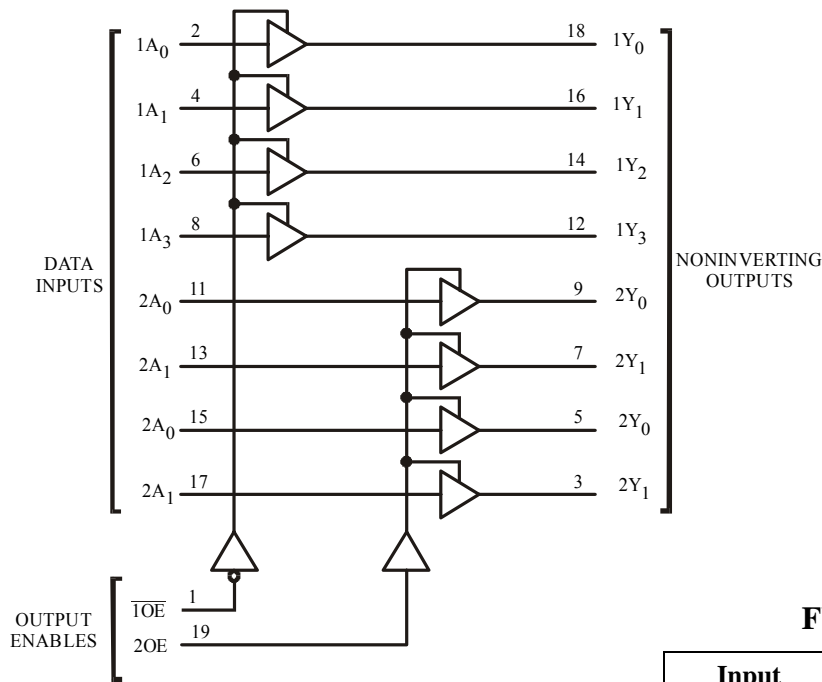 1A0 2 18 1Y0
1A1 4 16 1Y1
1A2 6 14 1Y2
1A3 8 12 1Y3
DATA
INPUTS
NONINVERTING
OUTPUTS
2A0 11 9 2Y0
2A1 13 7 2Y1
2A0 15 5 2Y0
2A1 17 3 2Y1
OUTPUT
ENABLES
1OE 1
2OE 19
F
Input